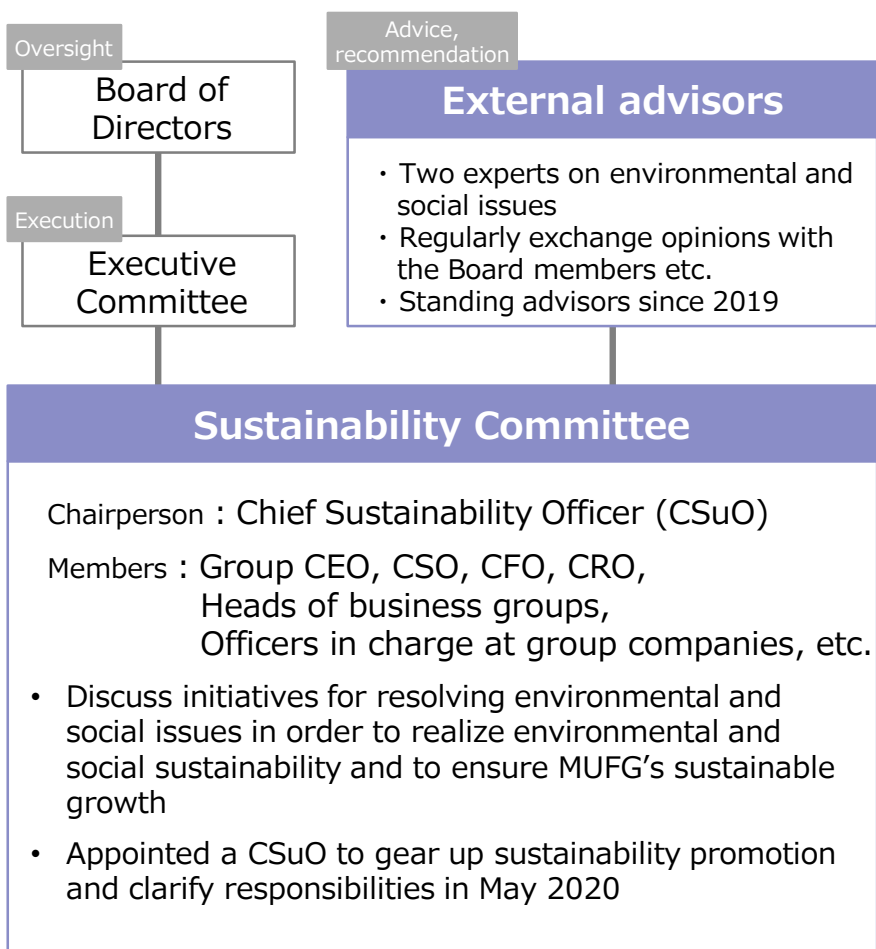 Oversight
Board of
Directors
Execution
Executive
Committee
Advice,
recommendation
External advisors
・Two experts on environmental and
social issues
・Regularly exchange opinions with
the Board members etc.
・Standing advisors since 2019
Sustainability Committee
Chairperson : Chief Sustainability Officer (CSuO)
Members : Group CEO, CSO, CFO, CRO,
Heads of business groups,
Officers in charge at group companies, etc.
• Discuss initiatives for resolving environmental and
social issues in order to realize environmental and
social sustainability and to ensure MUFG’s sustainable
growth
• Appointed a CSuO to gear up sustainability promotion
and clarify responsibilities in May 2020